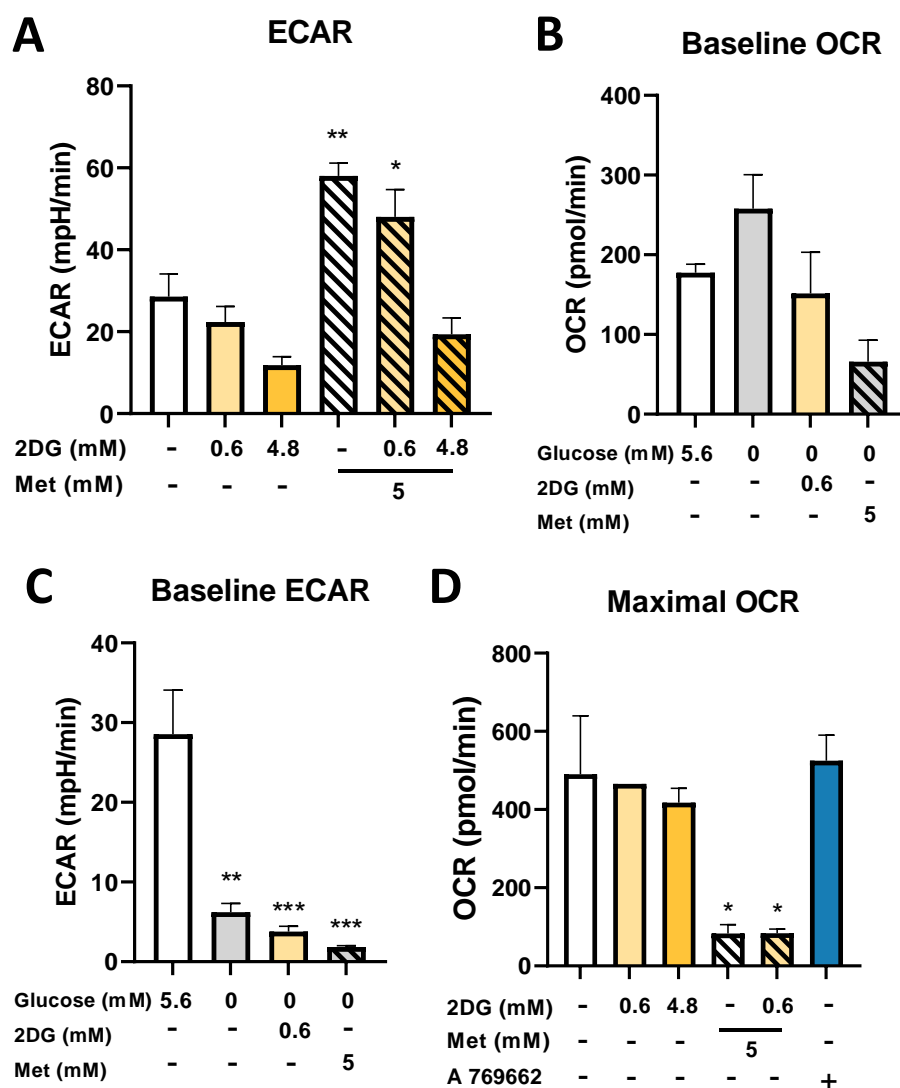 A
ECAR
ECAR (mpH/min)
80
60
40
20
0
** *
2DG (mM) - 0.6 4.8 - 0.6 4.8
Met (mM) - - - 5
B
Baseline OCR
OCR (pmol/min)
400
300
200
100
0
Glucose (mM) 5.6 0 0 0
2DG (mM) - - 0.6 -
Met (mM) - - - 5
C
Baseline ECAR
ECAR (mpH/min)
40
30
20
10
0
** *** ***
Glucose (mM) 5.6 0 0 0
2DG (mM) - - 0.6 -
Met (mM) - - - 5
D
Maximal OCR
OCR (pmol/min)
800
600
400
200
0
* *
2DG (mM) - 0.6 4.8 - 0.6 -
Met (mM) - - - 5 -
A 769662 - - - - - +